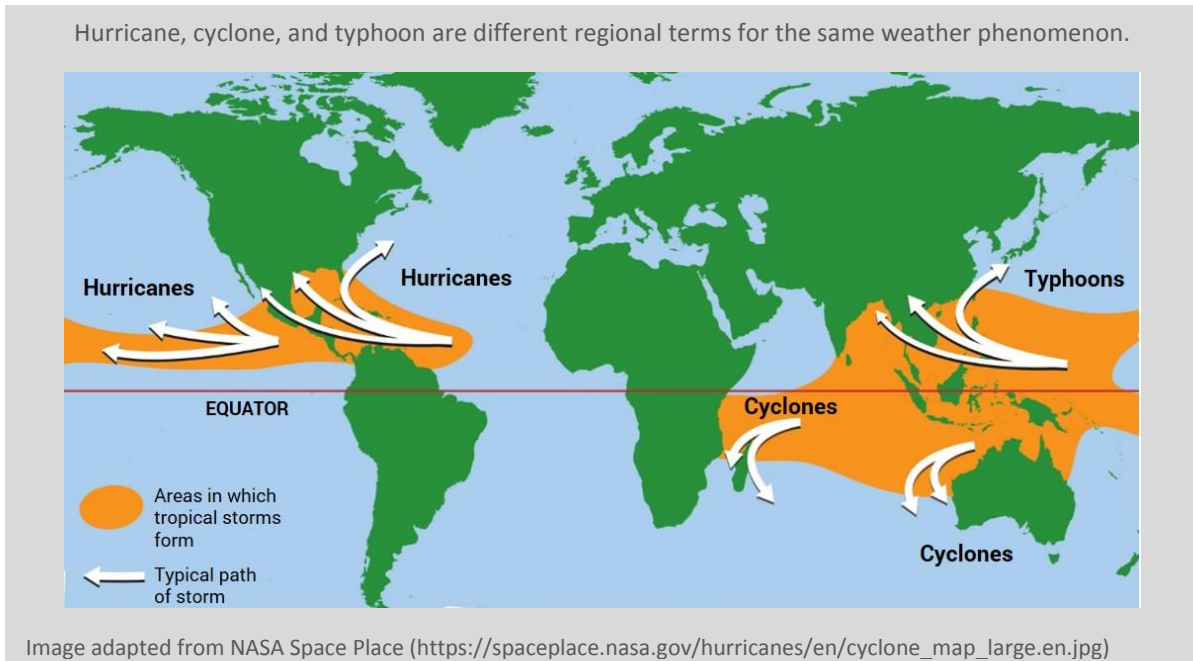 Hurricane, cyclone, and typhoon are different regional terms for the same weather phenomenon.
Hurricanes
Hurricanes
Typhoons
EQUATOR
Cyclones
Cyclones
Areas in which
tropical storms
form
Typical path
of storm
Image adapted from NASA Space Place (https://spaceplace.nasa.gov/hurricanes/en/cyclone_map_large.en.jpg)